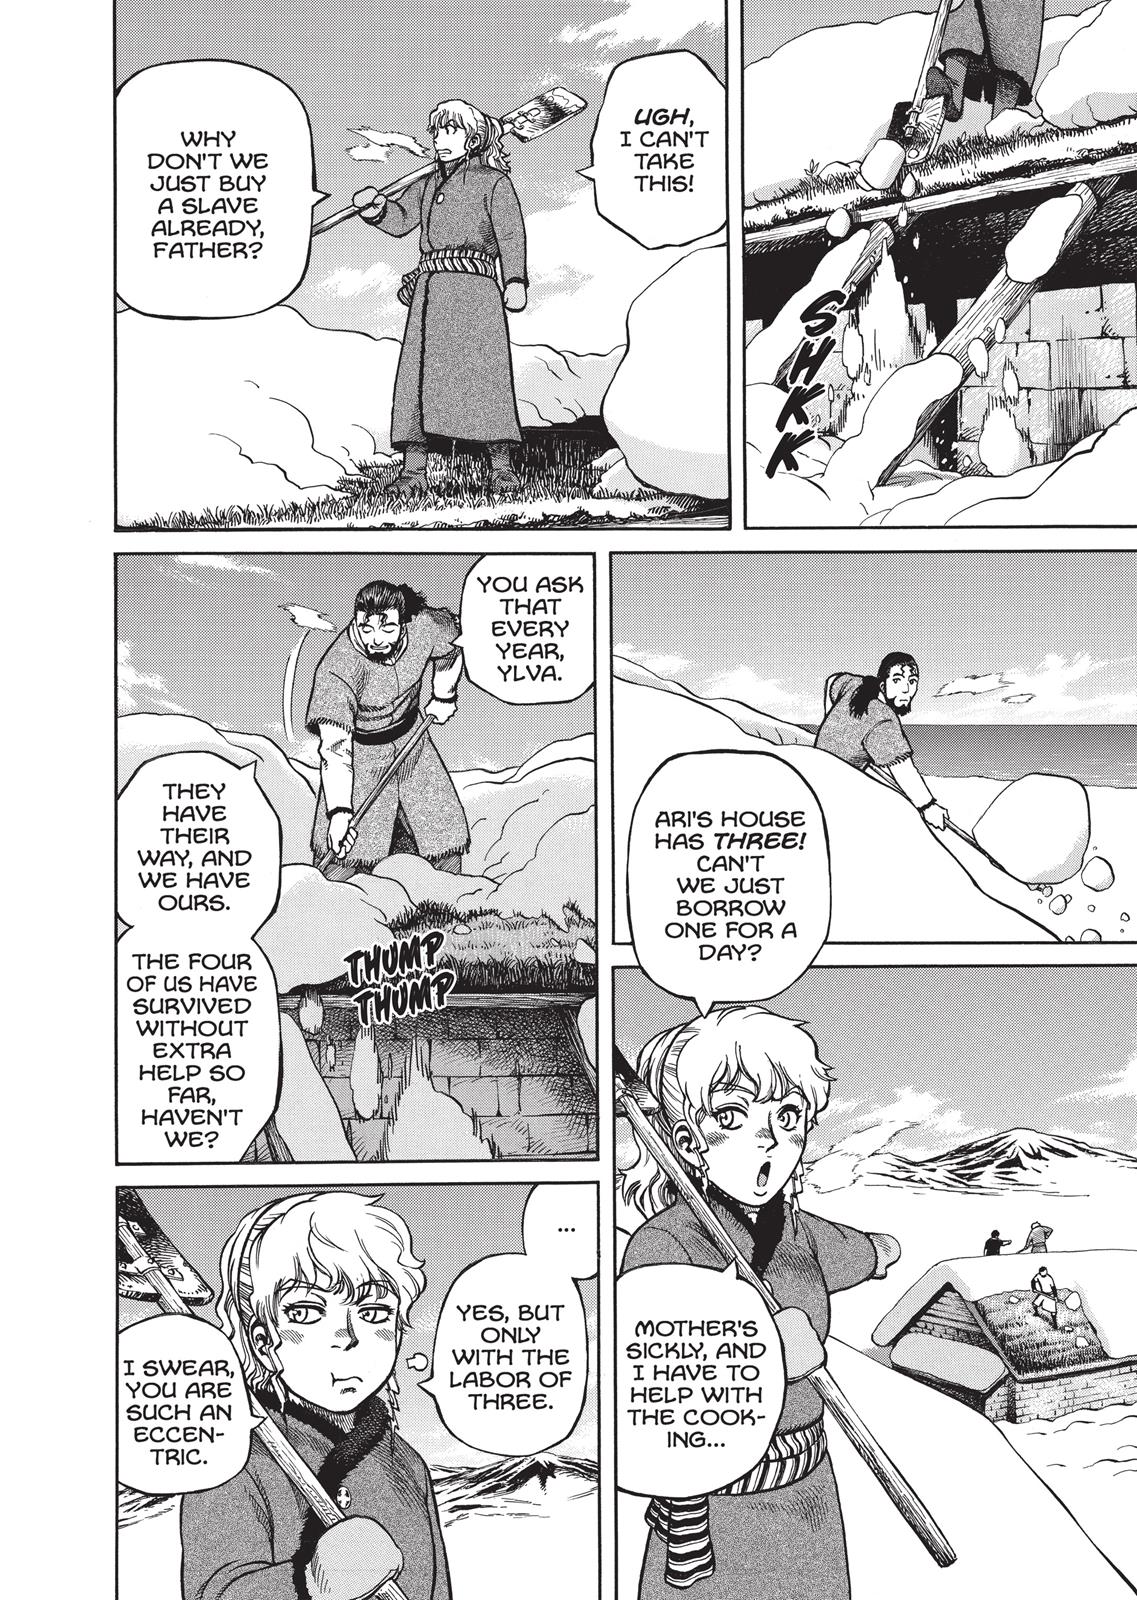 SHKK
UGH,
I CAN'T
TAKE
THIS!
WHY
DON'T WE
JUST BUY
A SLAVE
ALREADY,
FATHER?
ARI'S HOUSE
HAS THREE!
CAN'T
WE JUST
BORROW
ONE FOR A
DAY?
MOTHER'S
SICKLY, AND
I HAVE TO
HELP WITH
THE COOK-
ING...
YOU ASK
THAT
EVERY
YEAR,
YLVA.
THEY
HAVE
THEIR
WAY, AND
WE HAVE
OURS.
THE FOUR
OF US HAVE
SURVIVED
WITHOUT
EXTRA
HELP SO
FAR,
HAVEN'T
WE?
THUMP
THUMP
...
YES, BUT
ONLY
WITH THE
LABOR OF
THREE.
I SWEAR,
YOU ARE
SUCH AN
ECCEN-
TRIC.